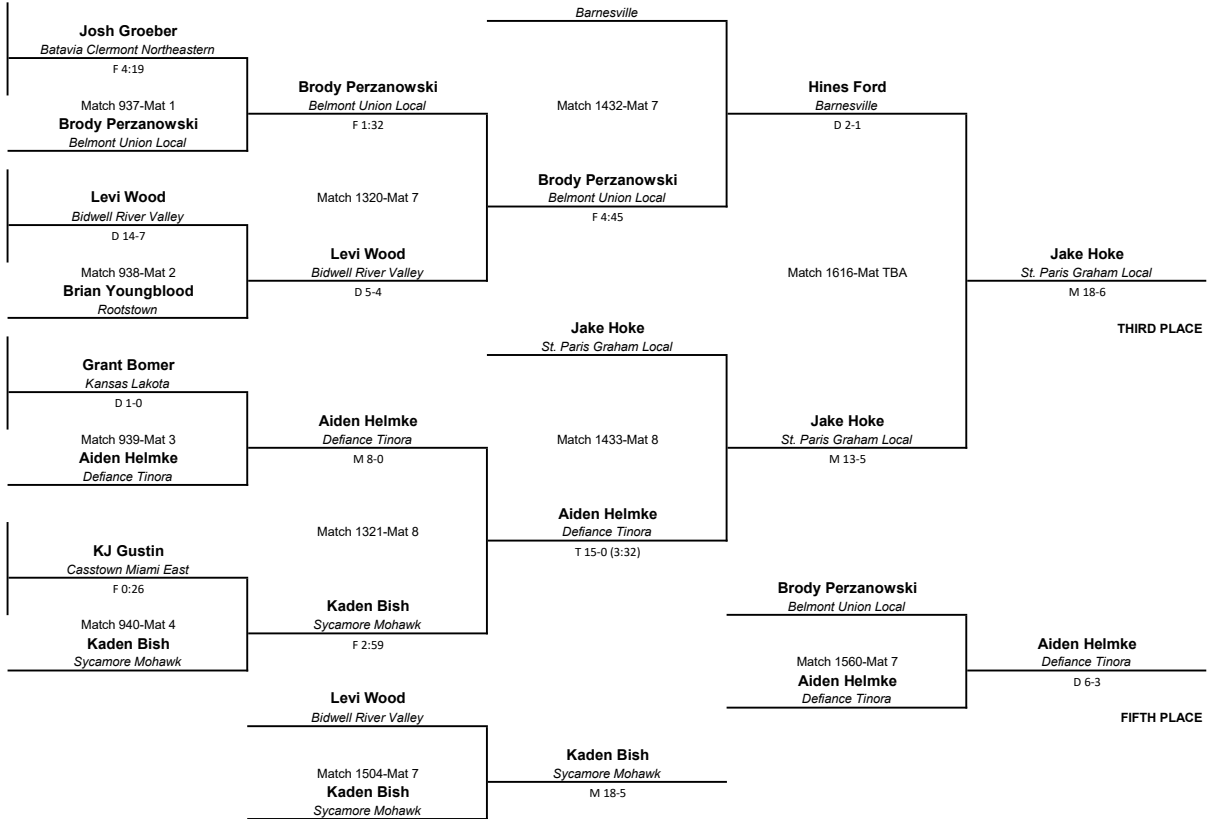 Josh Groeber
Batavia Clermont Northeastern
F 4:19
Match 937-Mat 1
Brody Perzanowski
Belmont Union Local
Levi Wood
Bidwell River Valley
D 14-7
Match 938-Mat 2
Brian Youngblood
Rootstown
Grant Bomer
Kansas Lakota
D 1-0
Match 939-Mat 3
Aiden Helmke
Defiance Tinora
KJ Gustin
Casstown Miami East
F 0:26
Match 940-Mat 4
Kaden Bish
Sycamore Mohawk
Brody Perzanowski
Belmont Union Local
F 1:32
Match 1320-Mat 7
Levi Wood
Bidwell River Valley
D 5-4
Aiden Helmke
Defiance Tinora
M 8-0
Match 1321-Mat 8
Kaden Bish
Sycamore Mohawk
F 2:59
Levi Wood
Bidwell River Valley
Match 1504-Mat 7
Kaden Bish
Sycamore Mohawk
Barnesville
Match 1432-Mat 7
Brody Perzanowski
Belmont Union Local
F 4:45
Jake Hoke
St. Paris Graham Local
Match 1433-Mat 8
Aiden Helmke
Defiance Tinora
T 15-0 (3:32)
Kaden Bish
Sycamore Mohawk
M 18-5
Hines Ford
Barnesville
D 2-1
Match 1616-Mat TBA
Jake Hoke
St. Paris Graham Local
M 13-5
Brody Perzanowski
Belmont Union Local
Match 1560-Mat 7
Aiden Helmke
Defiance Tinora
Jake Hoke
St. Paris Graham Local
M 18-6
THIRD PLACE
Aiden Helmke
Defiance Tinora
D 6-3
FIFTH PLACE